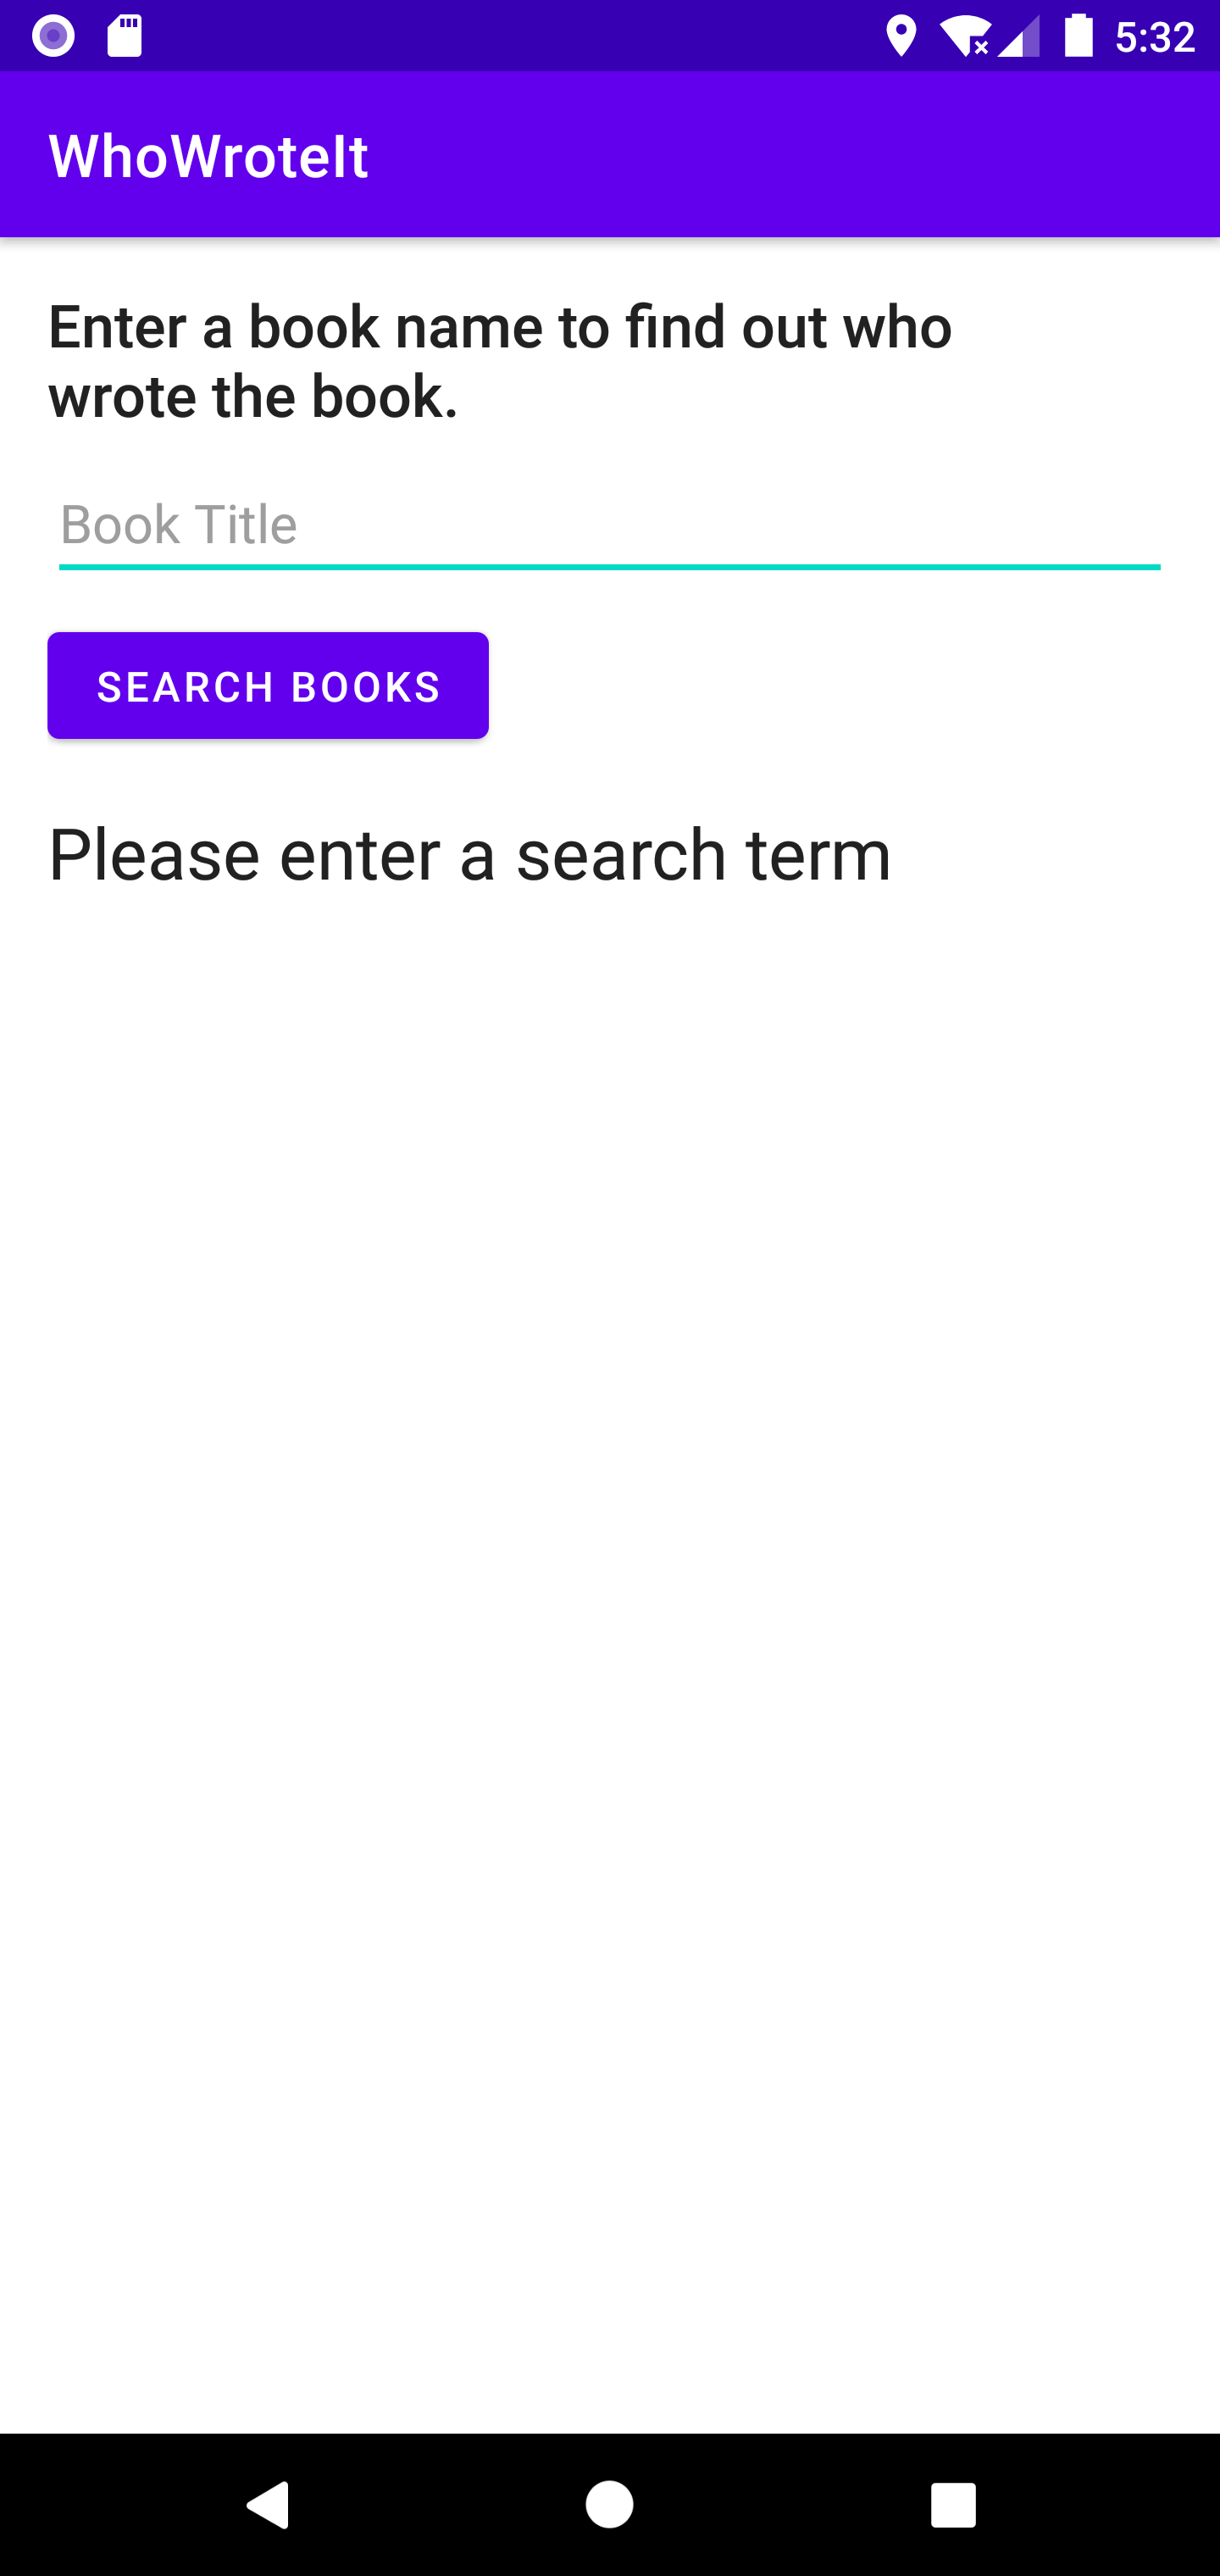 5:32
WhoWroteIt
Enter a book name to find out who
wrote the book.
Book Title
SEARCH BOOKS
Please enter a search term